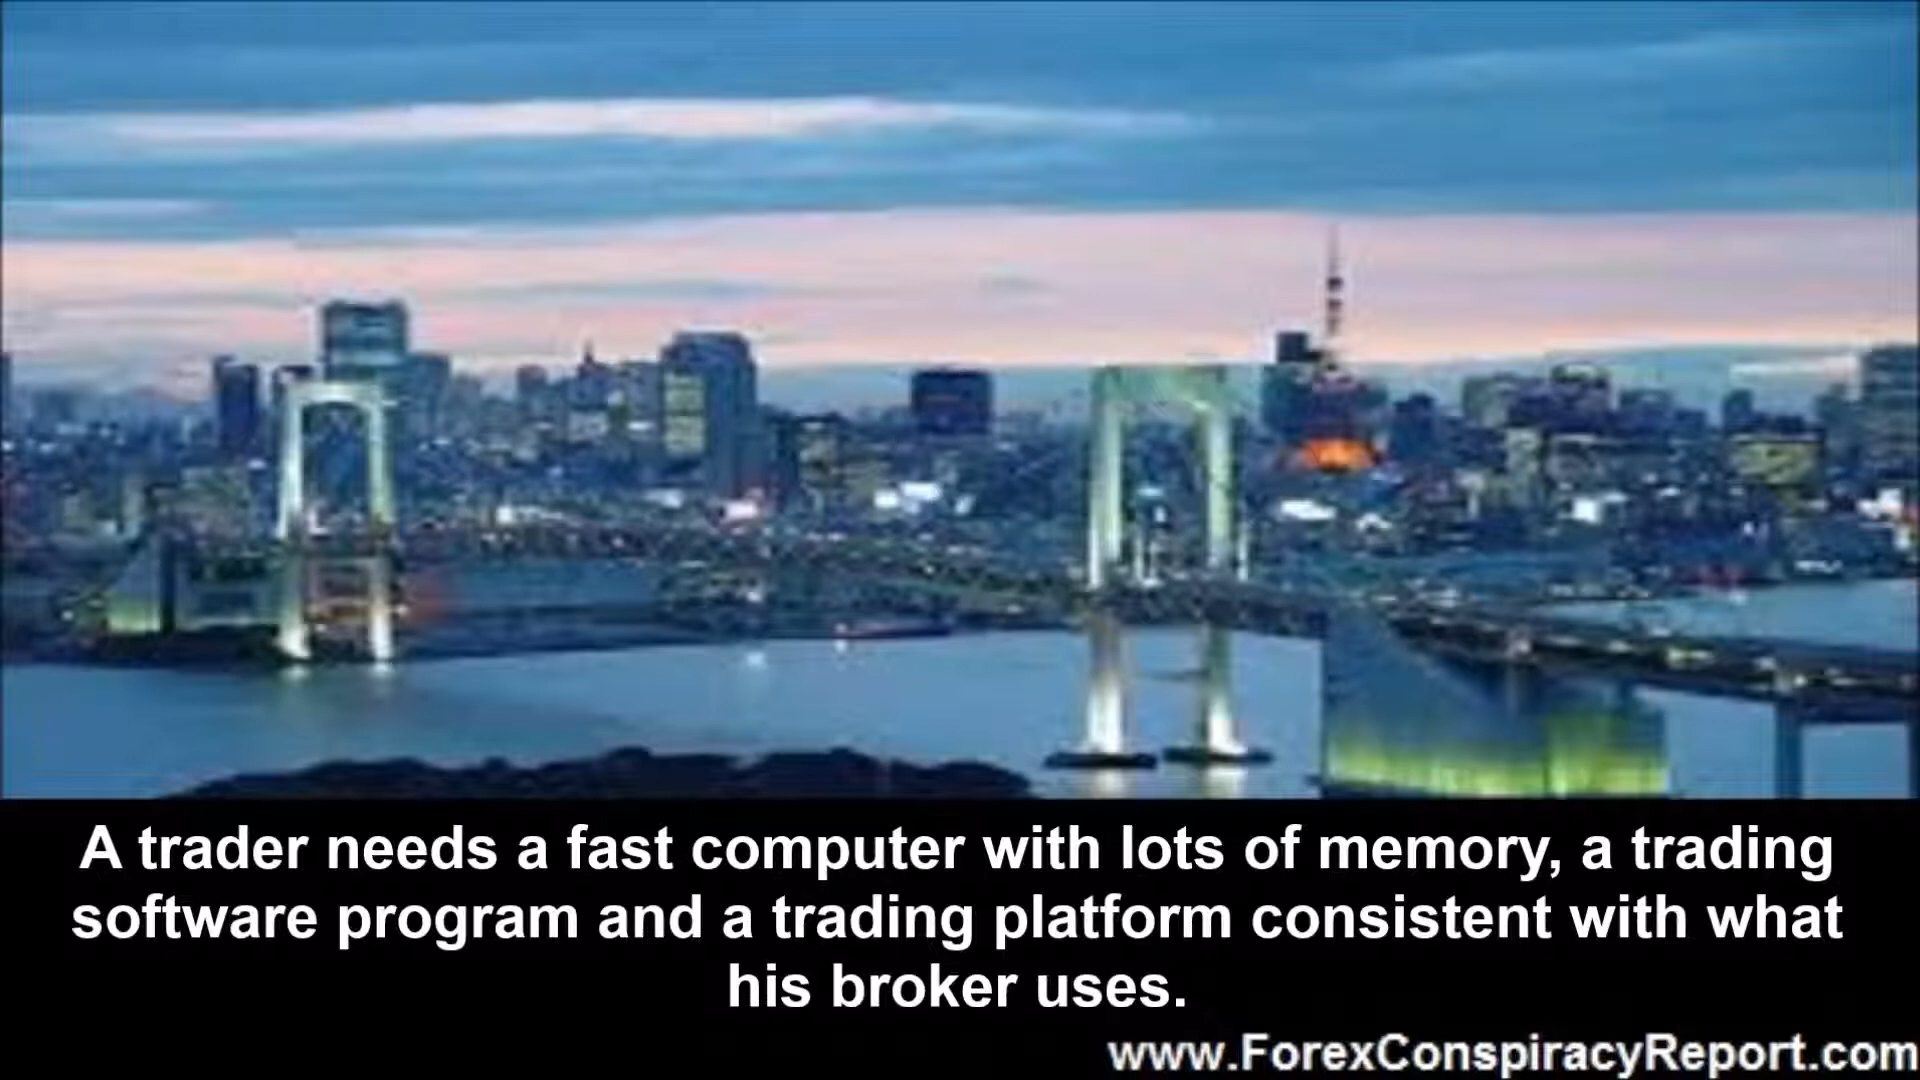 A trader needs a fast computer with lots of memory, a trading
software program and a trading platform consistent with what
his broker uses.
www.ForexConspiracyReport.com